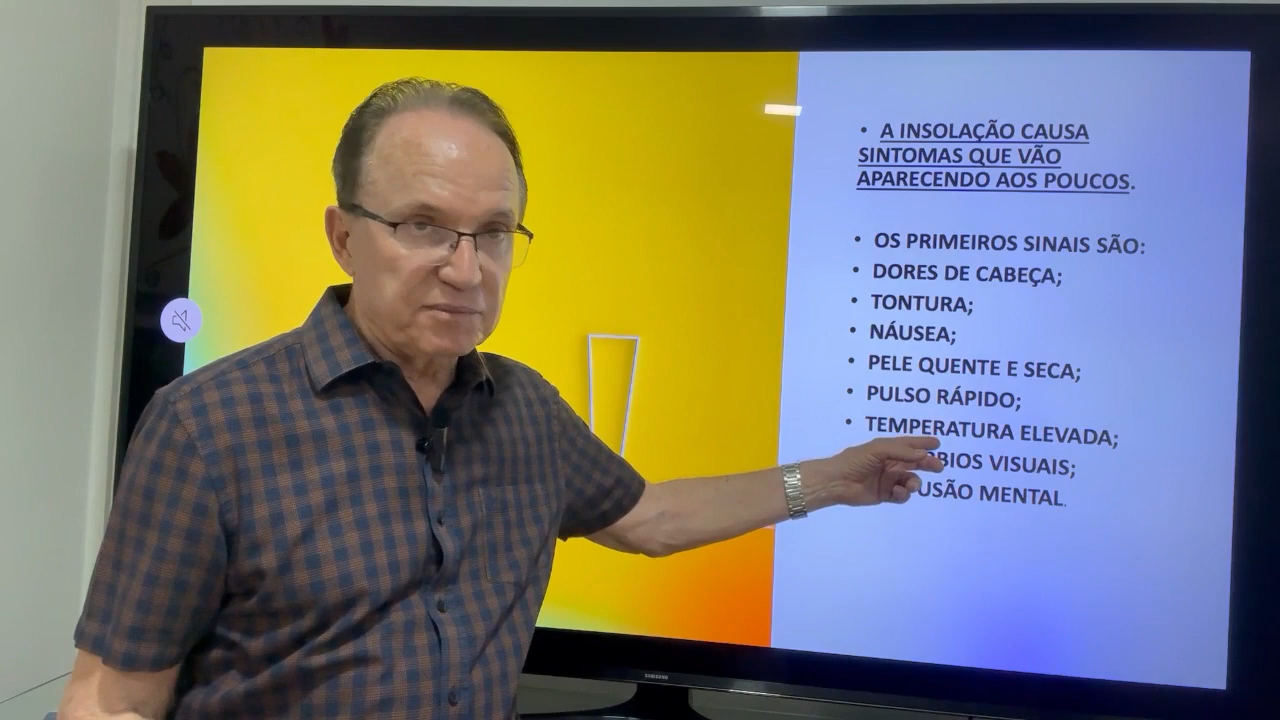 • A INSOLAÇÃO CAUSA
SINTOMAS QUE VÃO
APARECENDO AOS POUCOS.
• OS PRIMEIROS SINAIS SÃO:
• DORES DE CABEÇA;
• TONTURA;
• NÁUSEA;
• PELE QUENTE E SECA;
• PULSO RÁPIDO;
• TEMPERATURA ELEVADA;
VISUAIS;
MENTAL.
SAMSUNG